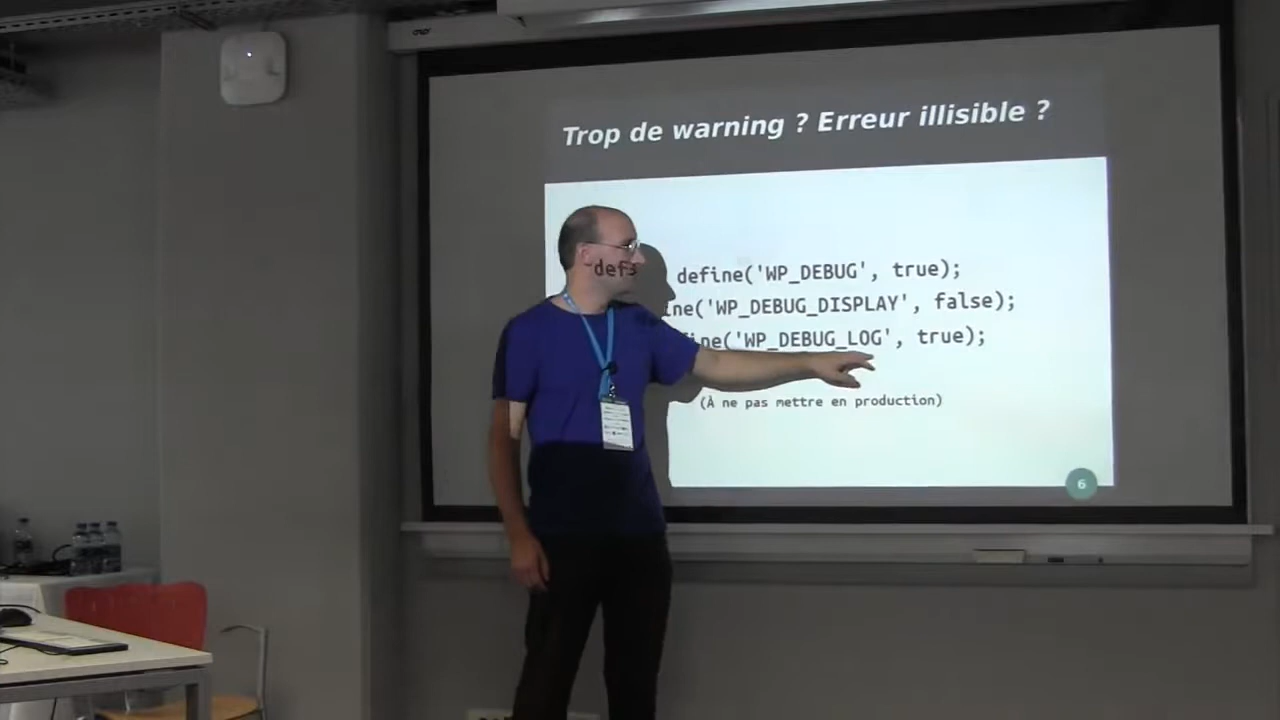 Trop de warning ? Erreur illisible ?
define('WP_DEBUG', true);
ine('WP_DEBUG_DISPLAY', false);
fine('WP_DEBUG_LOG', true);
(À ne pas mettre en production)
6